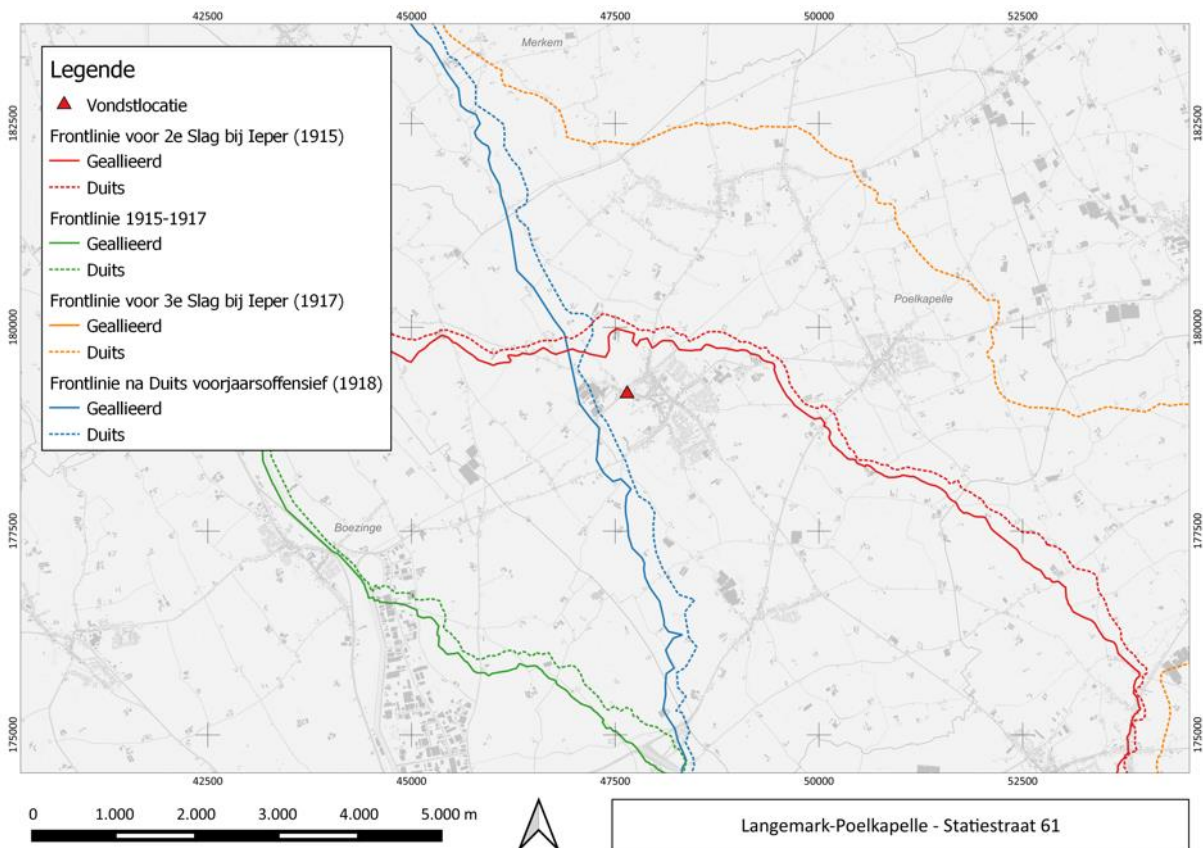 42500 45000 47500 50000 52500
Merkem
Legende
Vondstlocatie
Frontlinie voor 2e Slag bij Ieper (1915)
Geallieerd
Duits
Frontlinie 1915-1917
Geallieerd
Duits
Frontlinie voor 3e Slag bij Ieper (1917)
Geallieerd
Duits
Frontlinie na Duits voorjaarsoffensief (1918)
Geallieerd
Duits
182500 182500
180000 180000
177500 177500
175000 175000
Poelkapelle
Boezinge
42500 45000 47500 50000 52500
0 1.000 2.000 3.000 4.000 5.000 m
Langemark-Poelkapelle - Statiestraat 61